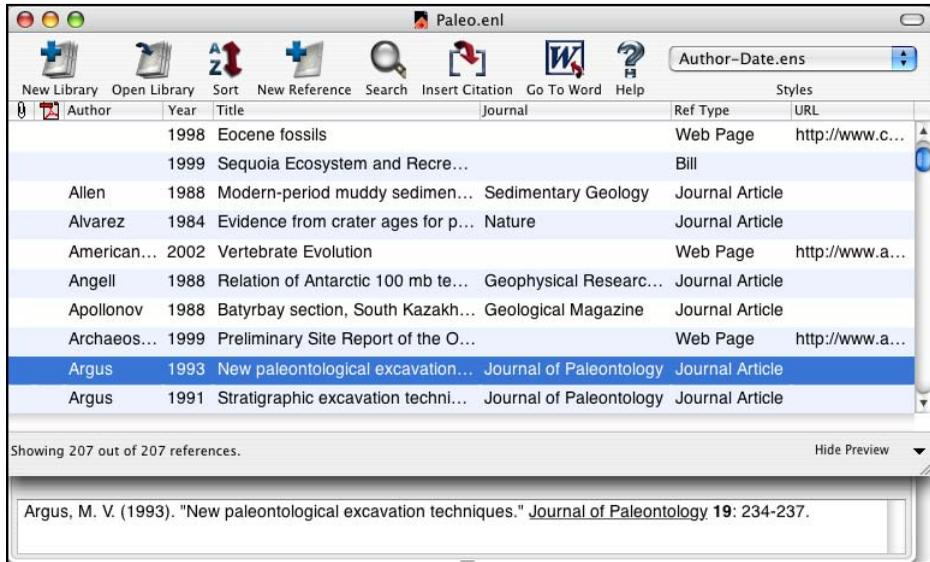 Paleo.enl
New Library Open Library Sort New Reference Search Insert Citation Go To Word Help Author-Date.ens Styles
Author Year Title Journal Ref Type URL
1998 Eocene fossils Web Page http://www.c...
1999 Sequoia Ecosystem and Recre... Bill
Allen 1988 Modern-period muddy sedimen... Sedimentary Geology Journal Article
Alvarez 1984 Evidence from crater ages for p... Nature Journal Article
American... 2002 Vertebrate Evolution Web Page http://www.a...
Angell 1988 Relation of Antarctic 100 mb te... Geophysical Researc... Journal Article
Apollonov 1988 Batyrbay section, South Kazakh... Geological Magazine Journal Article
Archaeos... 1999 Preliminary Site Report of the O... Web Page http://www.a...
Argus 1993 New paleontological excavation... Journal of Paleontology Journal Article
Argus 1991 Stratigraphic excavation techni... Journal of Paleontology Journal Article
Showing 207 out of 207 references. Hide Preview
Argus, M. V. (1993). "New paleontological excavation techniques." Journal of Paleontology 19: 234-237.